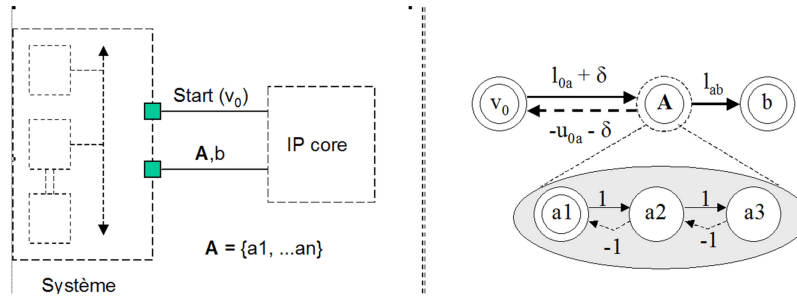 Start (v0)
A,b
IP core
A = {a1, ...an}
Système
l0a + δ
lab
v0
A
b
-u0a - δ
1
1
a1
a2
a3
-1
-1